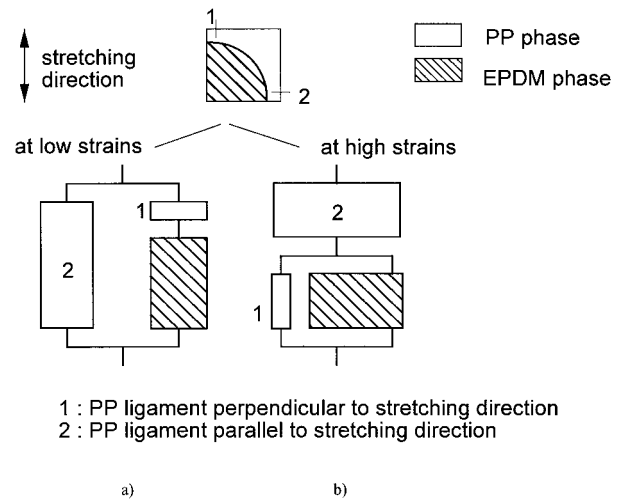 1
stretching
direction
2
PP phase
EPDM phase
at low strains
at high strains
1
2
2
1
1 : PP ligament perpendicular to stretching direction
2 : PP ligament parallel to stretching direction
a)
b)